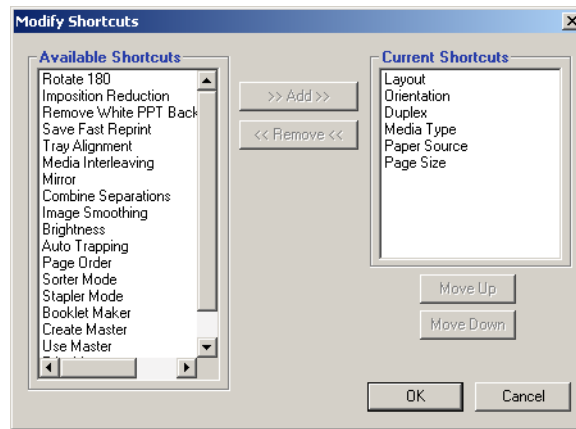 Modify Shortcuts
Available Shortcuts
Rotate 180
Imposition Reduction
Remove White PPT Back
Save Fast Reprint
Tray Alignment
Media Interleaving
Mirror
Combine Separations
Image Smoothing
Brightness
Auto Trapping
Page Order
Sorter Mode
Stapler Mode
Booklet Maker
Create Master
Use Master
>> Add >>
<< Remove <<
Current Shortcuts
Layout
Orientation
Duplex
Media Type
Paper Source
Page Size
Move Up
Move Down
OK
Cancel